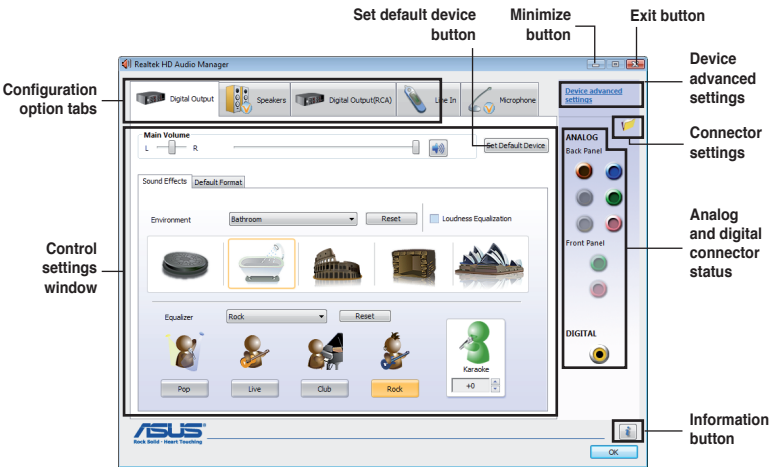 Set default device
button
Minimize
button
Exit button
Realtek HD Audio Manager
Device
advanced
settings
Configuration
option tabs
Digital Output
Speakers
Digital Output(RCA)
Line In
Microphone
Device advanced
settings
Connector
settings
Main Volume
L
R
Set Default Device
ANALOG
Back Panel
Sound Effects
Default Format
Environment
Bathroom
Reset
Loudness Equalization
Analog
and digital
connector
status
Control
settings
window
Front Panel
Equalizer
Rock
Reset
DIGITAL
Karaoke
Pop
Live
Club
Rock
+0
ASUS
Rock Solid · Heart Touching
Information
button
OK